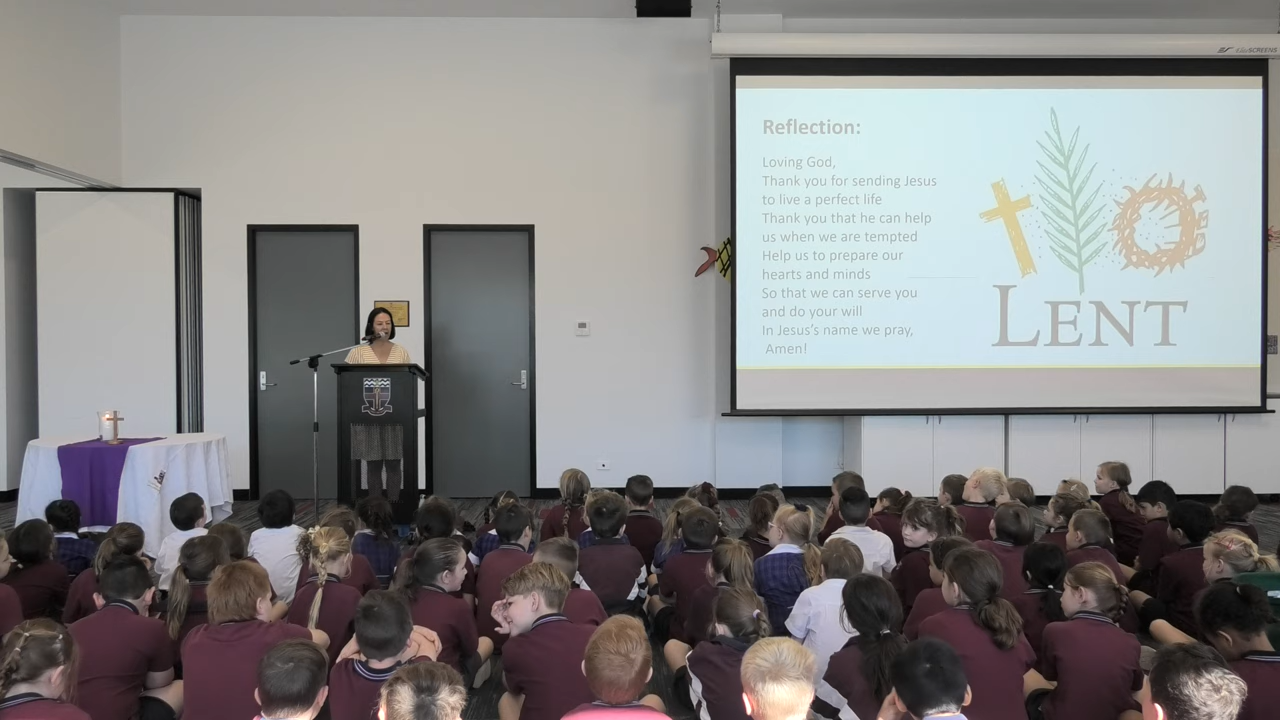 Reflection:
Loving God,
Thank you for sending Jesus
to live a perfect life
Thank you that he can help
us when we are tempted
Help us to prepare our
hearts and minds
So that we can serve you
and do your will
In Jesus's name we pray,
Amen!
LENT